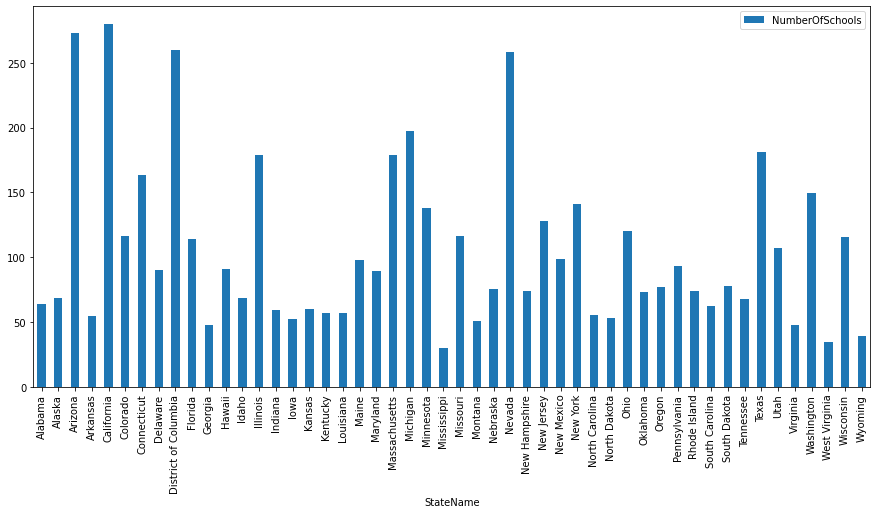 NumberOfSchools
250
200
150
100
50
0
Alabama
Alaska
Arizona
Arkansas
California
Colorado
Connecticut
Delaware
District of Columbia
Florida
Georgia
Hawaii
Idaho
Illinois
Indiana
Iowa
Kansas
Kentucky
Louisiana
Maine
Maryland
Massachusetts
Michigan
Minnesota
Mississippi
Missouri
Montana
Nebraska
Nevada
New Hampshire
New Jersey
New Mexico
New York
North Carolina
North Dakota
Ohio
Oklahoma
Oregon
Pennsylvania
Rhode Island
South Carolina
South Dakota
Tennessee
Texas
Utah
Virginia
Washington
West Virginia
Wisconsin
Wyoming
StateName